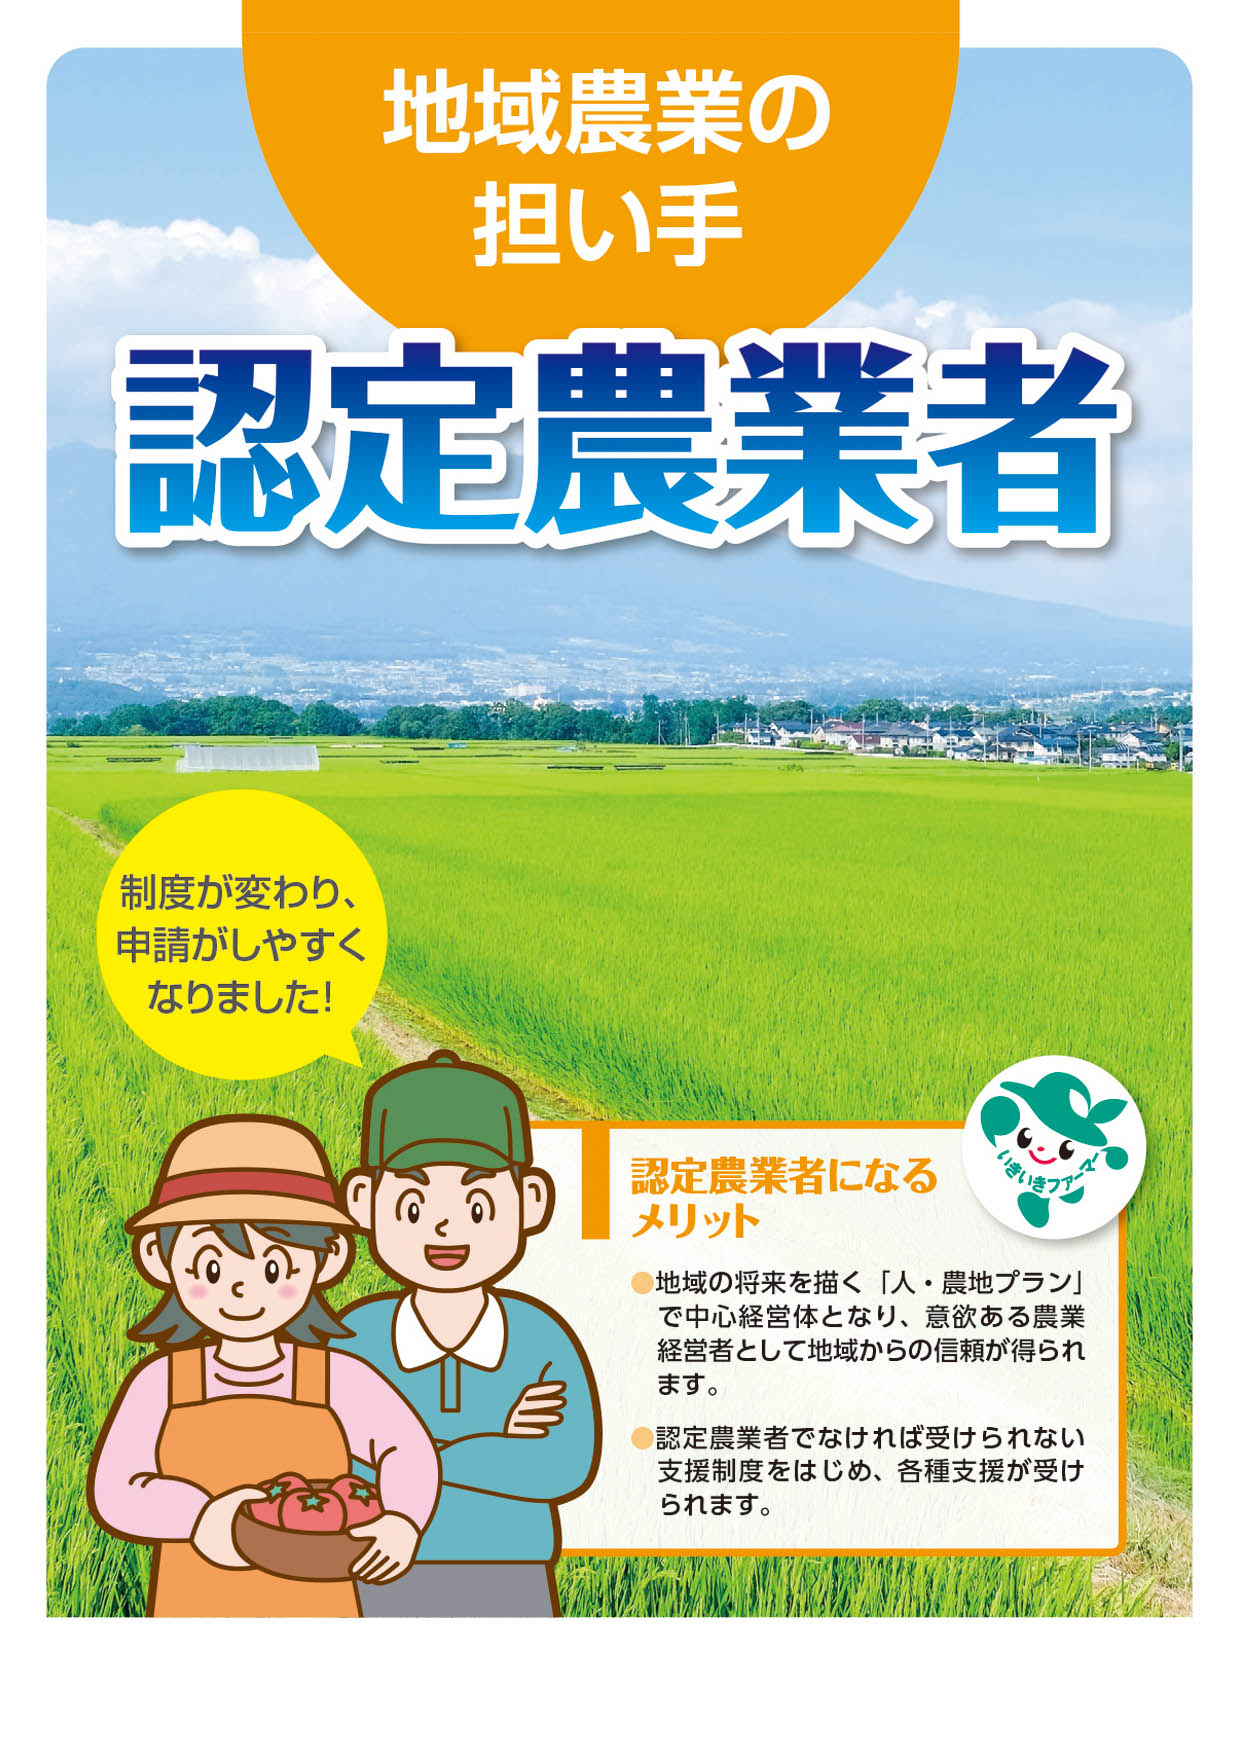 地域農業の
担い手
認定農業者
制度が変わり、
申請がしやすく
なりました!
認定農業者になる
メリット
いきいきファーマー
●地域の将来を描く「人・農地プラン」
で中心経営体となり、意欲ある農業
経営者として地域からの信頼が得られ
ます。
●認定農業者でなければ受けられない
支援制度をはじめ、各種支援が受け
られます。